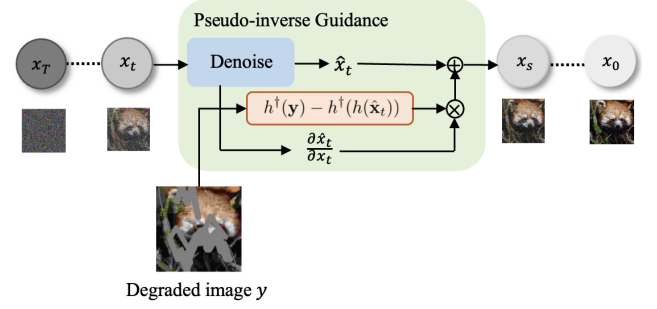 Pseudo-inverse Guidance
x_T
x_t
Denoise
x̂_t
⊕
x_s
x_0
h†(y) − h†(h(x̂_t))
⊗
∂x̂_t/∂x_t
Degraded image y